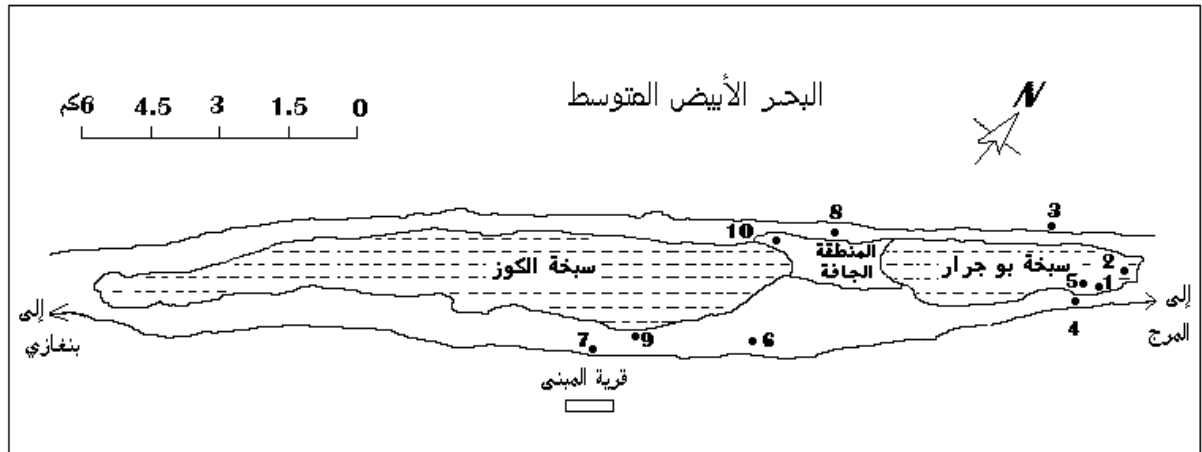 البحر الأبيض المتوسط
N
6كم 4.5 3 1.5 0
3
8
10
المنطقة
الجافة
سبخة الكوز
سبخة بو جرار
2
5
1
4
إلى
المرج
إلى
بنغازي
7
9
6
قرية المبنى